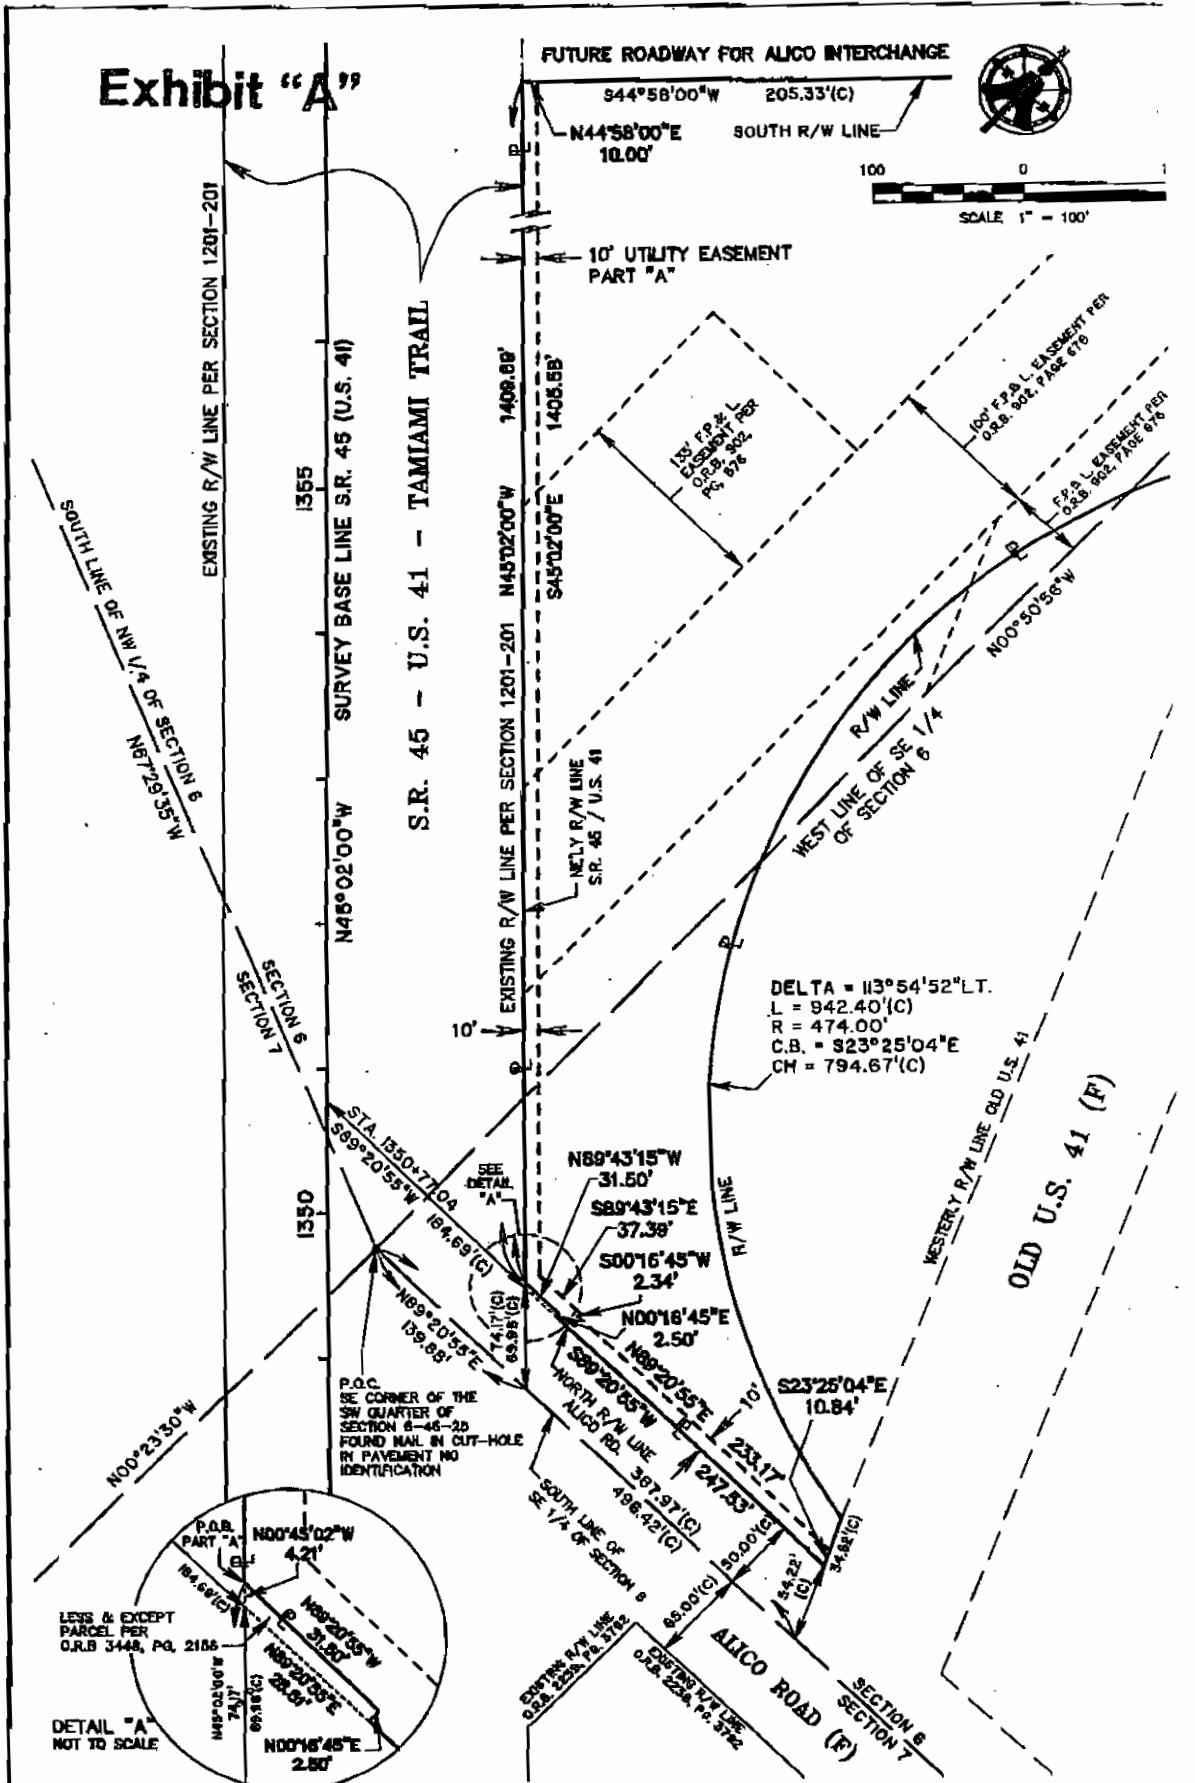 Exhibit "A"
FUTURE ROADWAY FOR ALICO INTERCHANGE
S44°58'00"W 205.33'(C)
N44°58'00"E
10.00'
SOUTH R/W LINE
100 0 1
SCALE 1" = 100'
10' UTILITY EASEMENT
PART "A"
EXISTING R/W LINE PER SECTION 1201-201
SURVEY BASE LINE S.R. 45 (U.S. 41)
N45°02'00"W
1355
1350
S.R. 45 - U.S. 41 - TAMIAMI TRAIL
EXISTING R/W LINE PER SECTION 1201-201 N45°02'00"W 1409.69'
S45°02'00"E 1405.58'
135' F.P.& L.
EASEMENT PER
O.R.B. 902,
PG. 676
100' F.P.& L. EASEMENT PER
O.R.B. 902, PAGE 676
F.P.& L. EASEMENT PER
O.R.B. 902, PAGE 676
N00°50'56"W
R/W LINE
WEST LINE OF SE 1/4
OF SECTION 6
SOUTH LINE OF NW 1/4 OF SECTION 6
N67°29'35"W
SECTION 6
SECTION 7
NE'LY R/W LINE
S.R. 45 / U.S. 41
10'
DELTA = 113°54'52"LT.
L = 942.40'(C)
R = 474.00'
C.B. = S23°25'04"E
CH = 794.67'(C)
WESTERLY R/W LINE OLD U.S. 41
OLD U.S. 41 (F)
R/W LINE
STA. 1350+77.04
S89°20'55"W
184.69'(C)
SEE
DETAIL
"A"
N89°43'15"W
31.50'
S89°43'15"E
37.38'
S00°16'45"W
2.34'
N00°16'45"E
2.50'
74.17'(C)
69.96'(C)
N89°20'55"E
139.88'
N89°20'55"E
S89°20'55"W
NORTH R/W LINE
ALICO RD.
10'
S23°25'04"E
10.84'
233.17'
247.53'
387.97'(C)
496.42'(C)
P.O.C.
SE CORNER OF THE
SW QUARTER OF
SECTION 6-46-25
FOUND NAIL IN CUT-HOLE
IN PAVEMENT NO
IDENTIFICATION
N00°23'30"W
SOUTH LINE OF
SE 1/4 OF SECTION 6
50.00'(C)
65.00'(C)
54.22'
(C)
34.62'(C)
EXISTING R/W LINE
O.R.B. 2239, PG. 3792
EXISTING R/W LINE
O.R.B. 2239, PG. 3792
ALICO ROAD (F)
SECTION 6
SECTION 7
P.O.B.
PART "A"
N00°45'02"W
4.21'
184.69'(C)
LESS & EXCEPT
PARCEL PER
O.R.B 3448, PG. 2155
N89°20'55"W
31.50'
N89°20'55"E
28.51'
N45°02'00"W
74.17'
69.96'(C)
N00°16'45"E
2.50'
DETAIL "A"
NOT TO SCALE